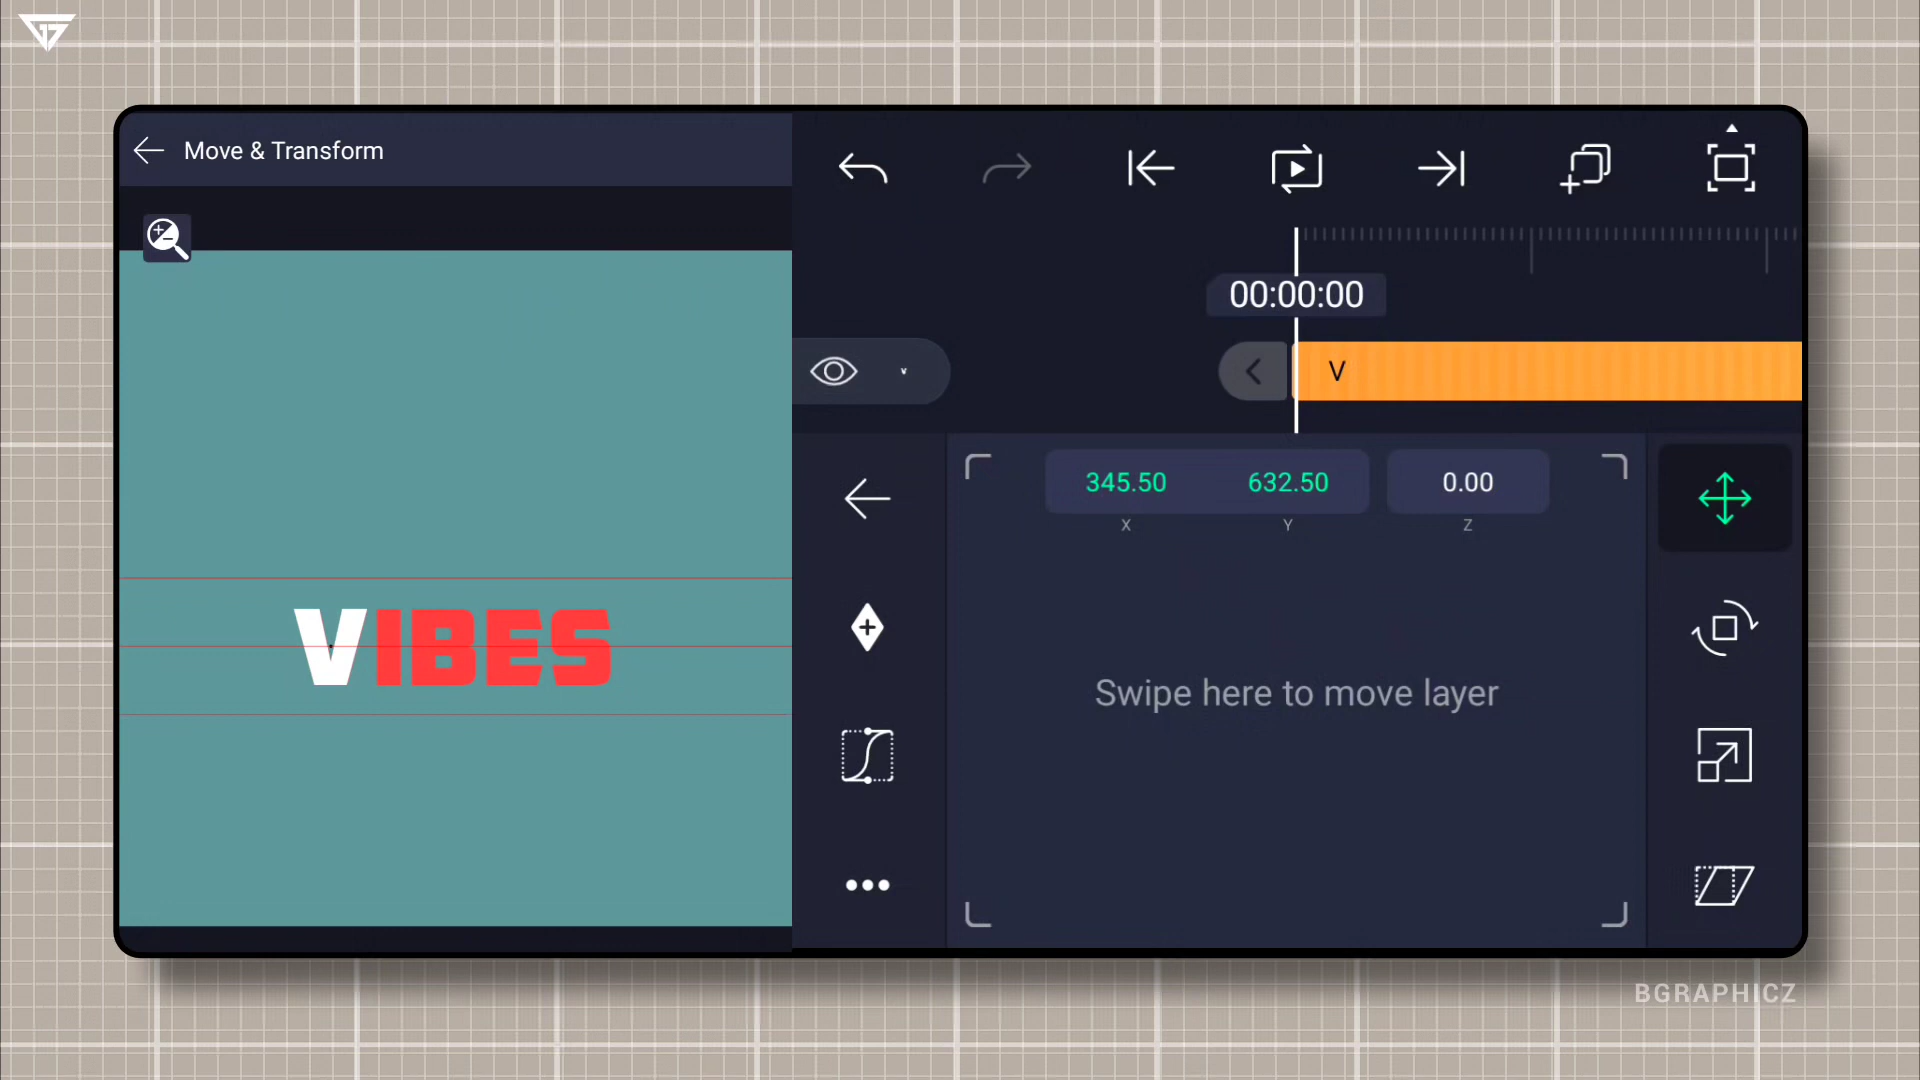 Move & Transform
00:00:00
v
V
345.50 632.50 0.00
X Y Z
VIBES
Swipe here to move layer
BGRAPHICZ